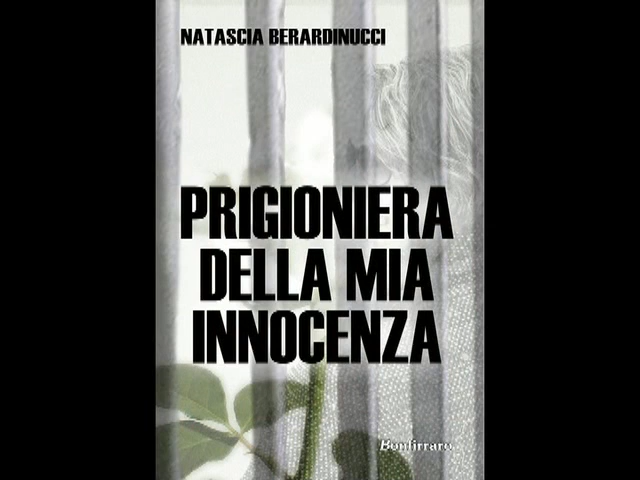 NATASCIA BERARDINUCCI
PRIGIONIERA
DELLA MIA
INNOCENZA
Bonfirraro